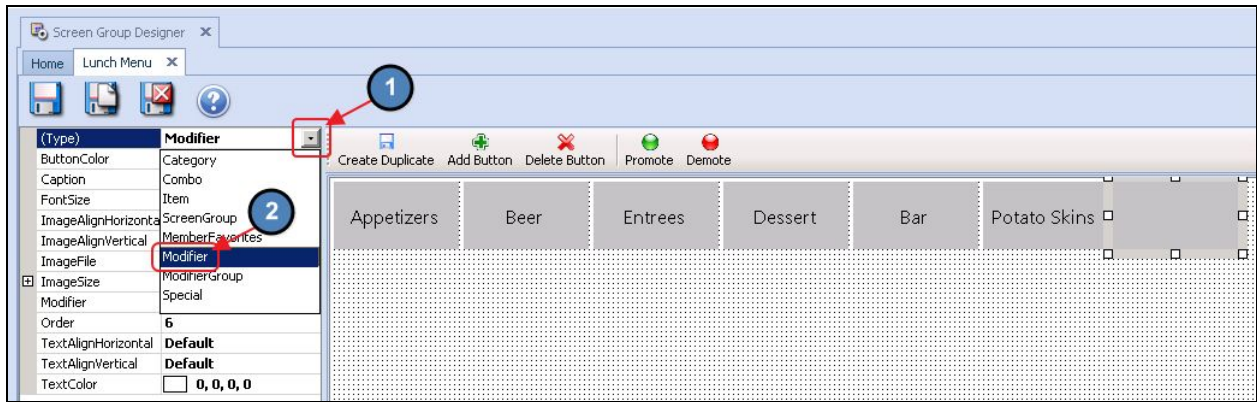 Screen Group Designer X
Home Lunch Menu X
?
1
(Type) Modifier
ButtonColor Category
Caption Combo
FontSize Item
ImageAlignHorizonta ScreenGroup
2
ImageAlignVertical MemberFavorites
ImageFile Modifier
ImageSize ModifierGroup
Modifier Special
Order 6
TextAlignHorizontal Default
TextAlignVertical Default
TextColor 0, 0, 0, 0
Create Duplicate Add Button Delete Button Promote Demote
Appetizers Beer Entrees Dessert Bar Potato Skins